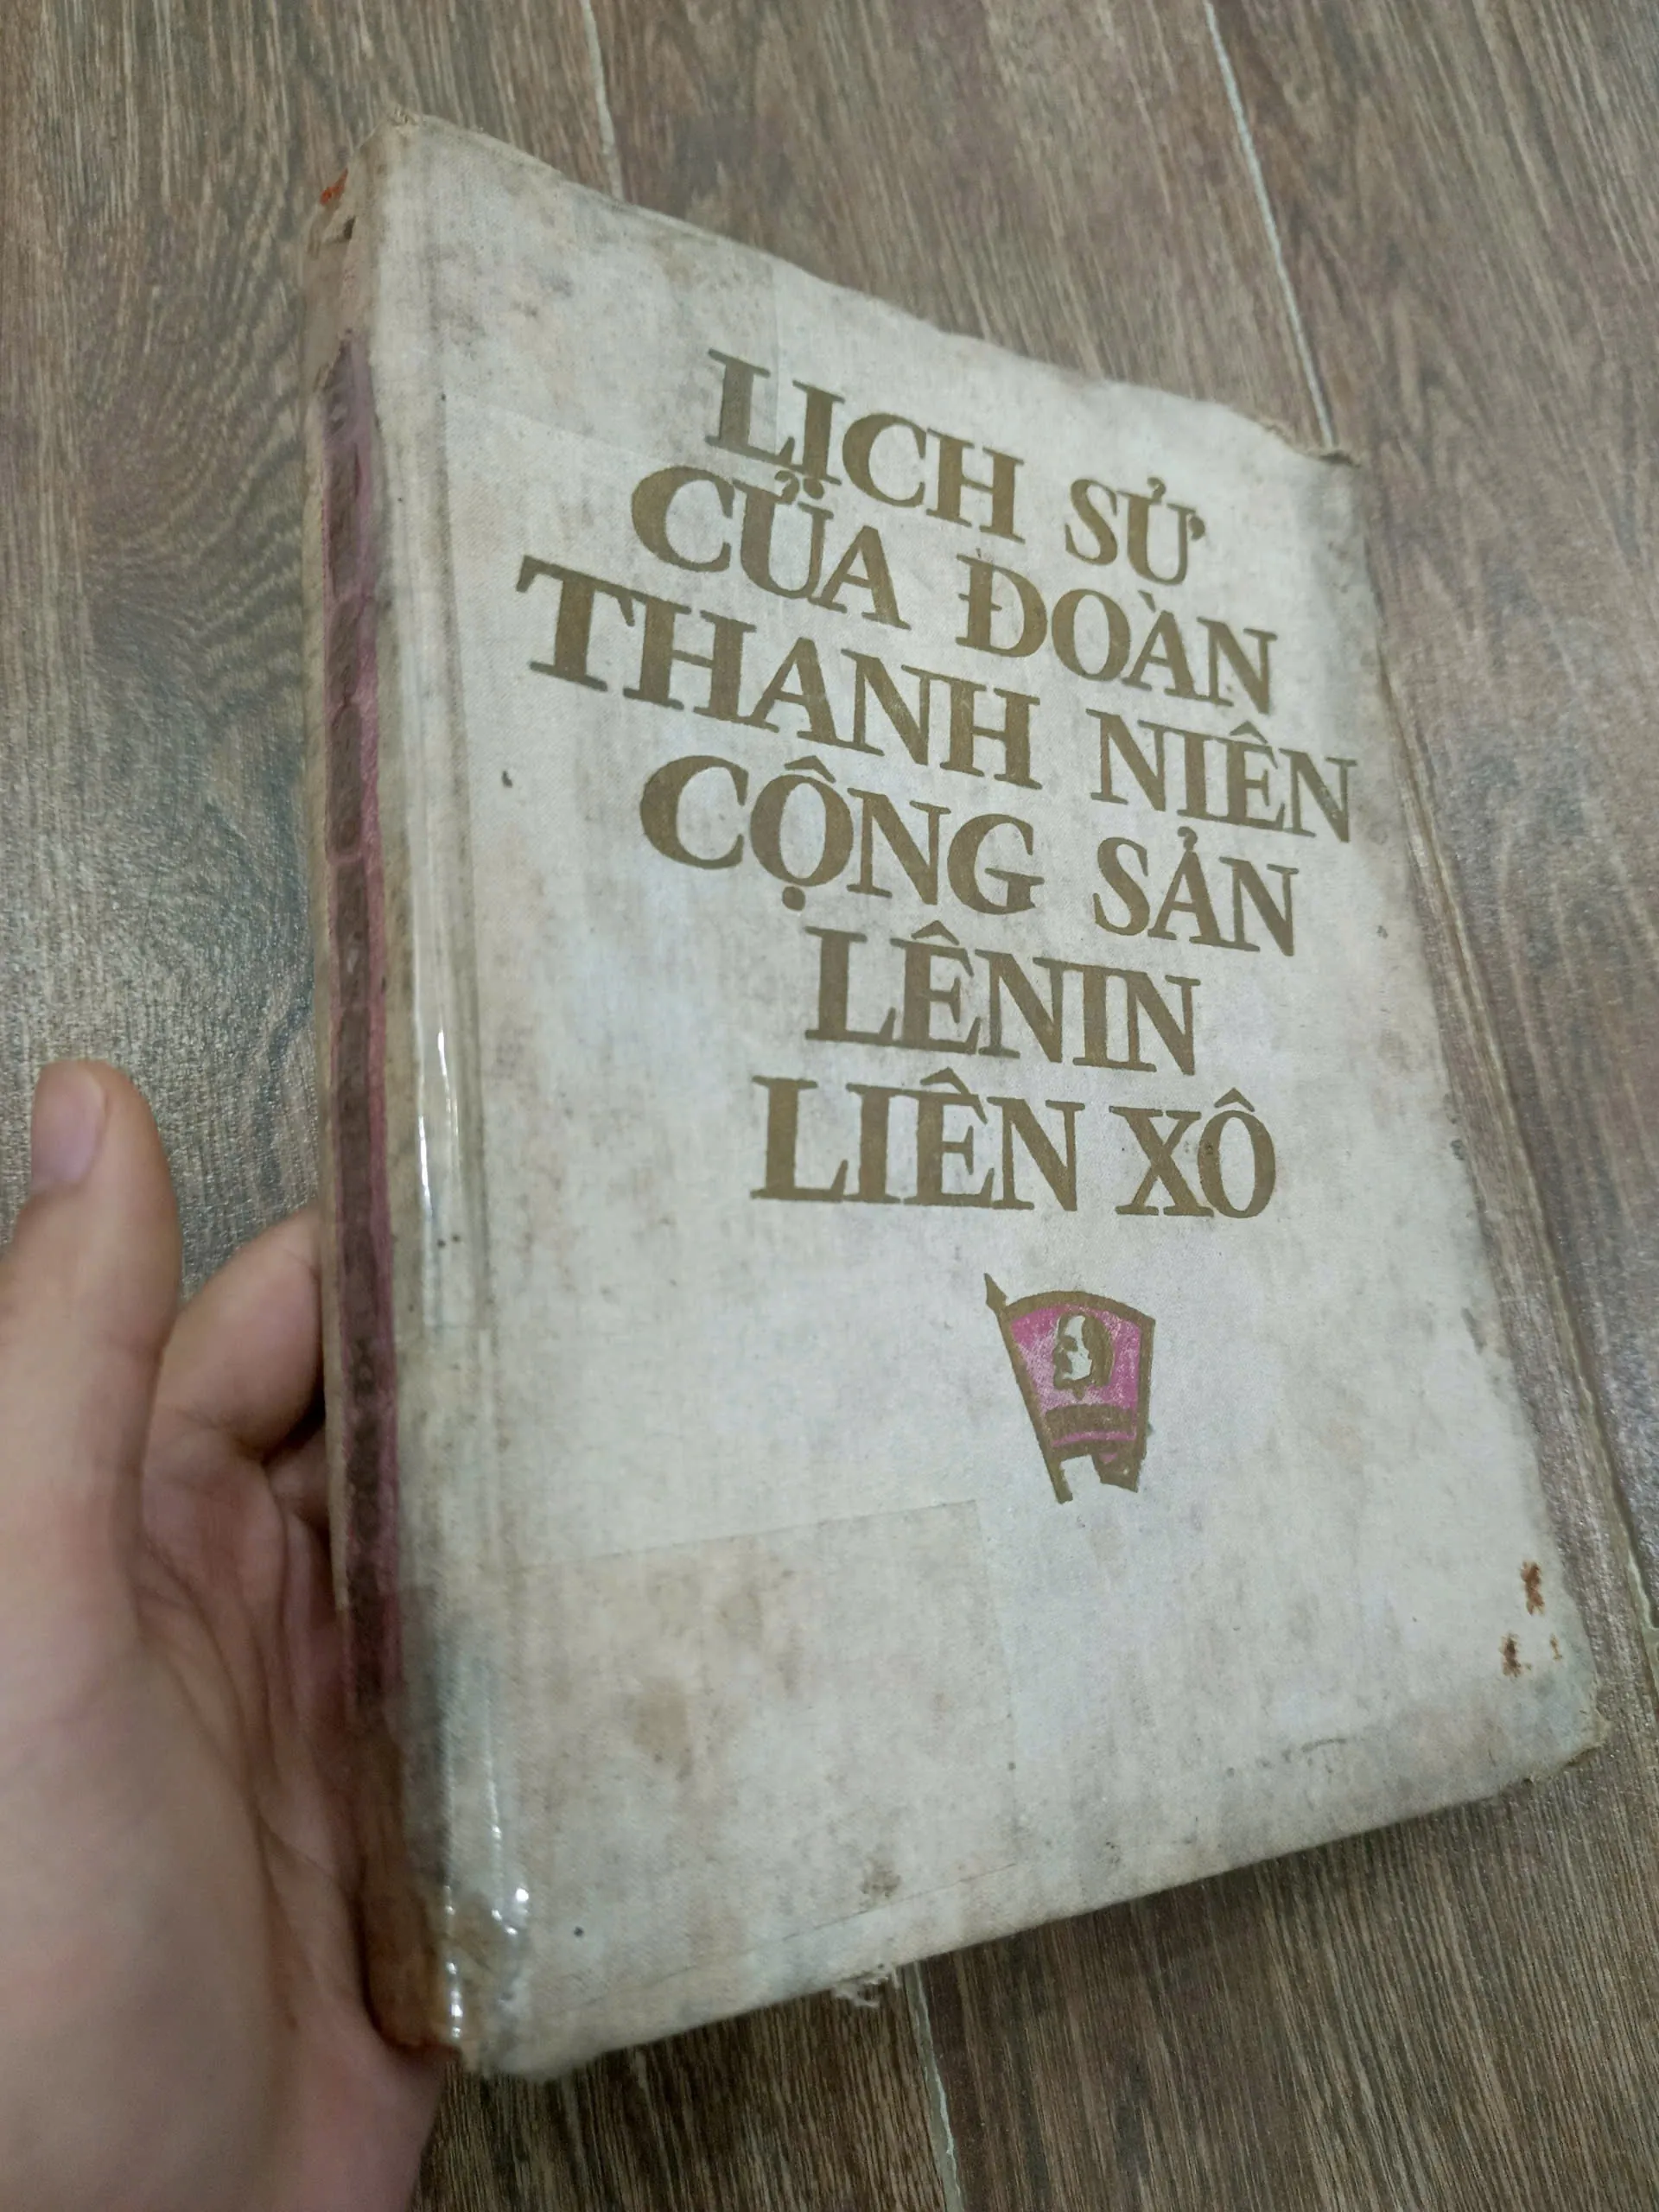 LỊCH SỬ
CỦA ĐOÀN
THANH NIÊN
CỘNG SẢN
LÊNIN
LIÊN XÔ